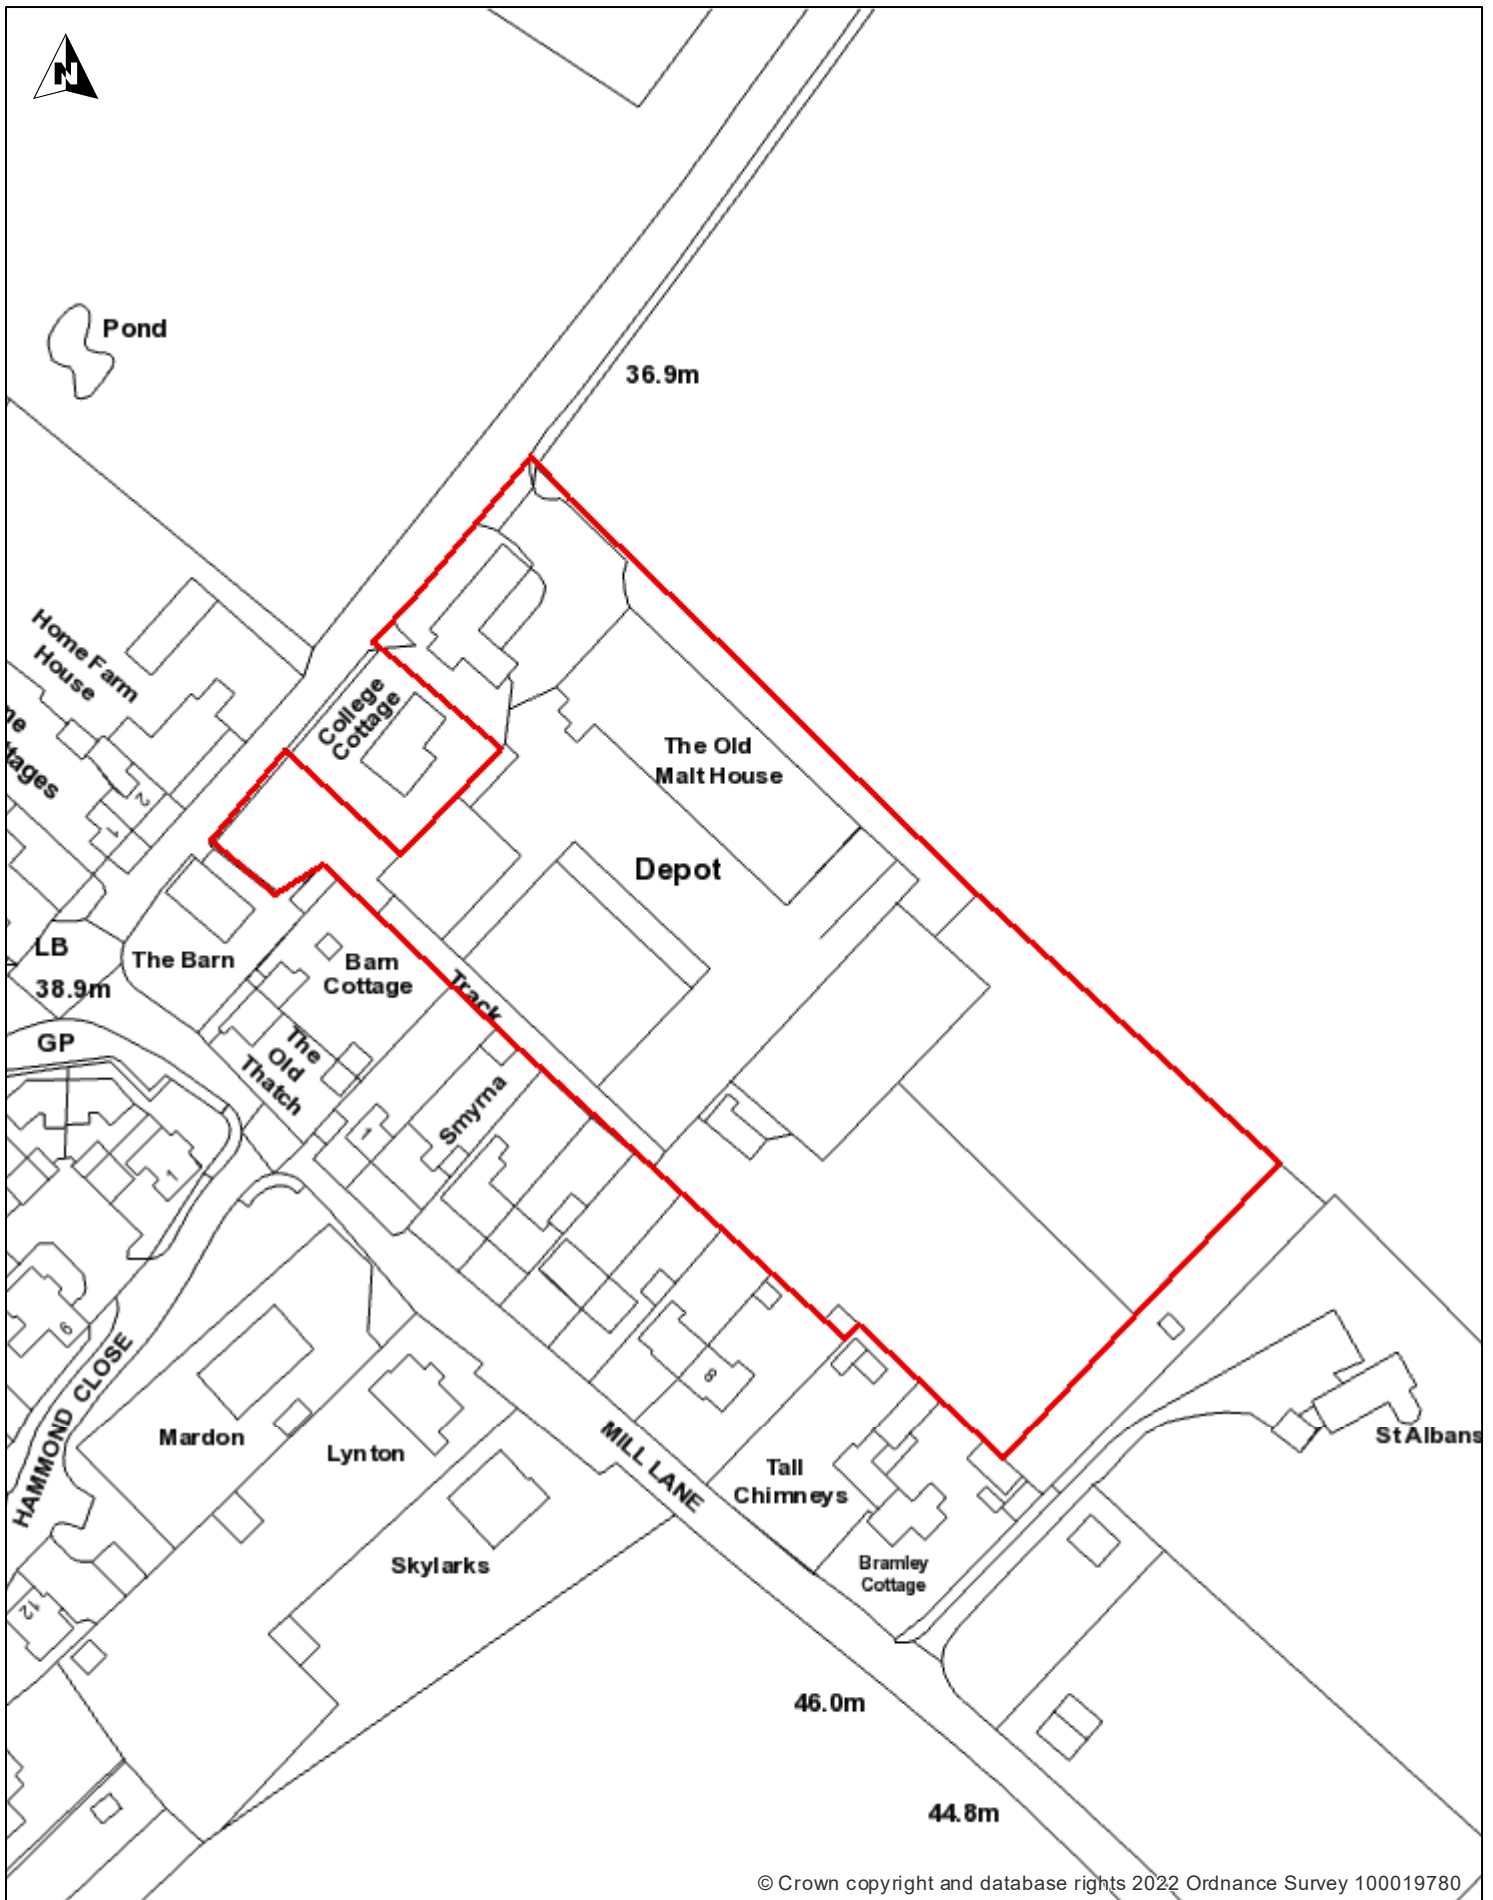 N
Pond
36.9m
Home Farm
House
College
Cottage
The Old
Malt House
2
1
Depot
LB
The Barn
38.9m
Barn
Cottage
Track
GP
The
Old
Thatch
Smyrna
1
1
6
8
HAMMOND CLOSE
Mardon
Lynton
MILL LANE
Tall
Chimneys
St Albans
Skylarks
Bramley
Cottage
12
46.0m
44.8m
© Crown copyright and database rights 2022 Ordnance Survey 100019780